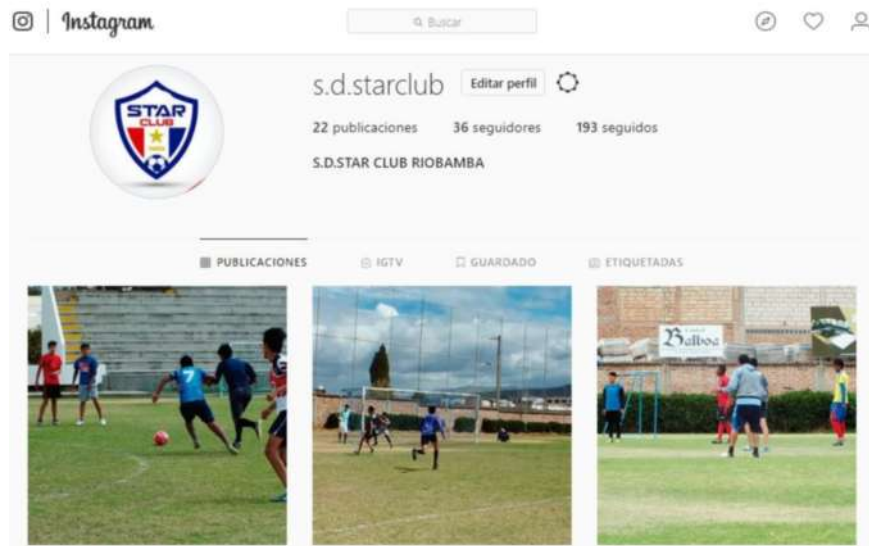 Instagram
Buscar
STAR
CLUB
s.d.starclub Editar perfil
22 publicaciones 36 seguidores 193 seguidos
S.D.STAR CLUB RIOBAMBA
PUBLICACIONES IGTV GUARDADO ETIQUETADAS
7
Balboa